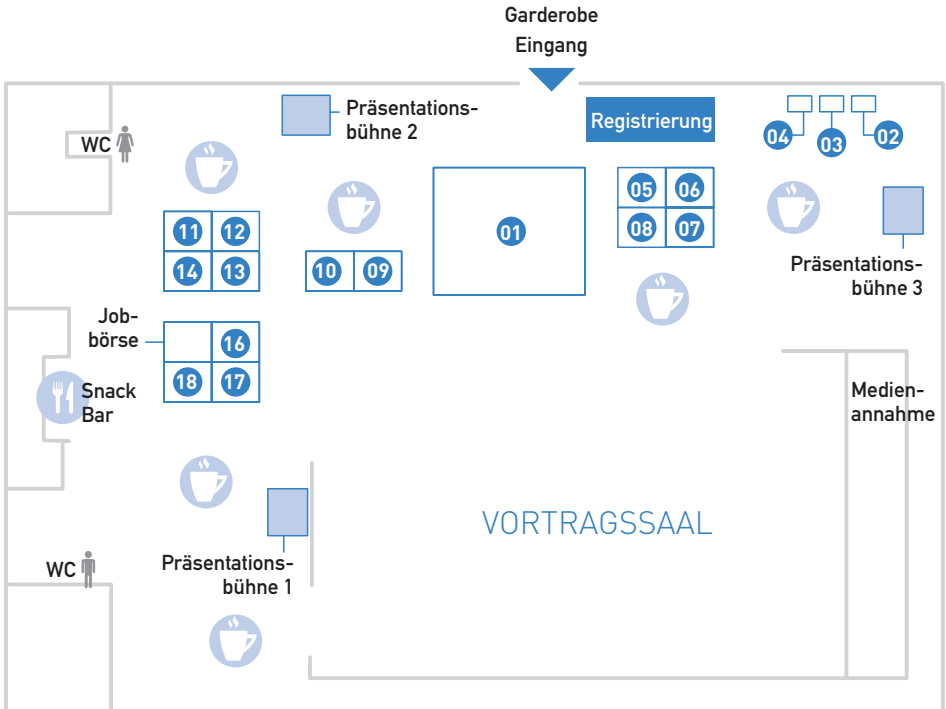 Garderobe
Eingang
Präsentations-
bühne 2
Registrierung
04
03
02
WC
05
06
08
07
01
11
12
14
13
10
09
Präsentations-
bühne 3
Job-
börse
16
18
17
Snack
Bar
Medien-
annahme
VORTRAGSSAAL
Präsentations-
bühne 1
WC